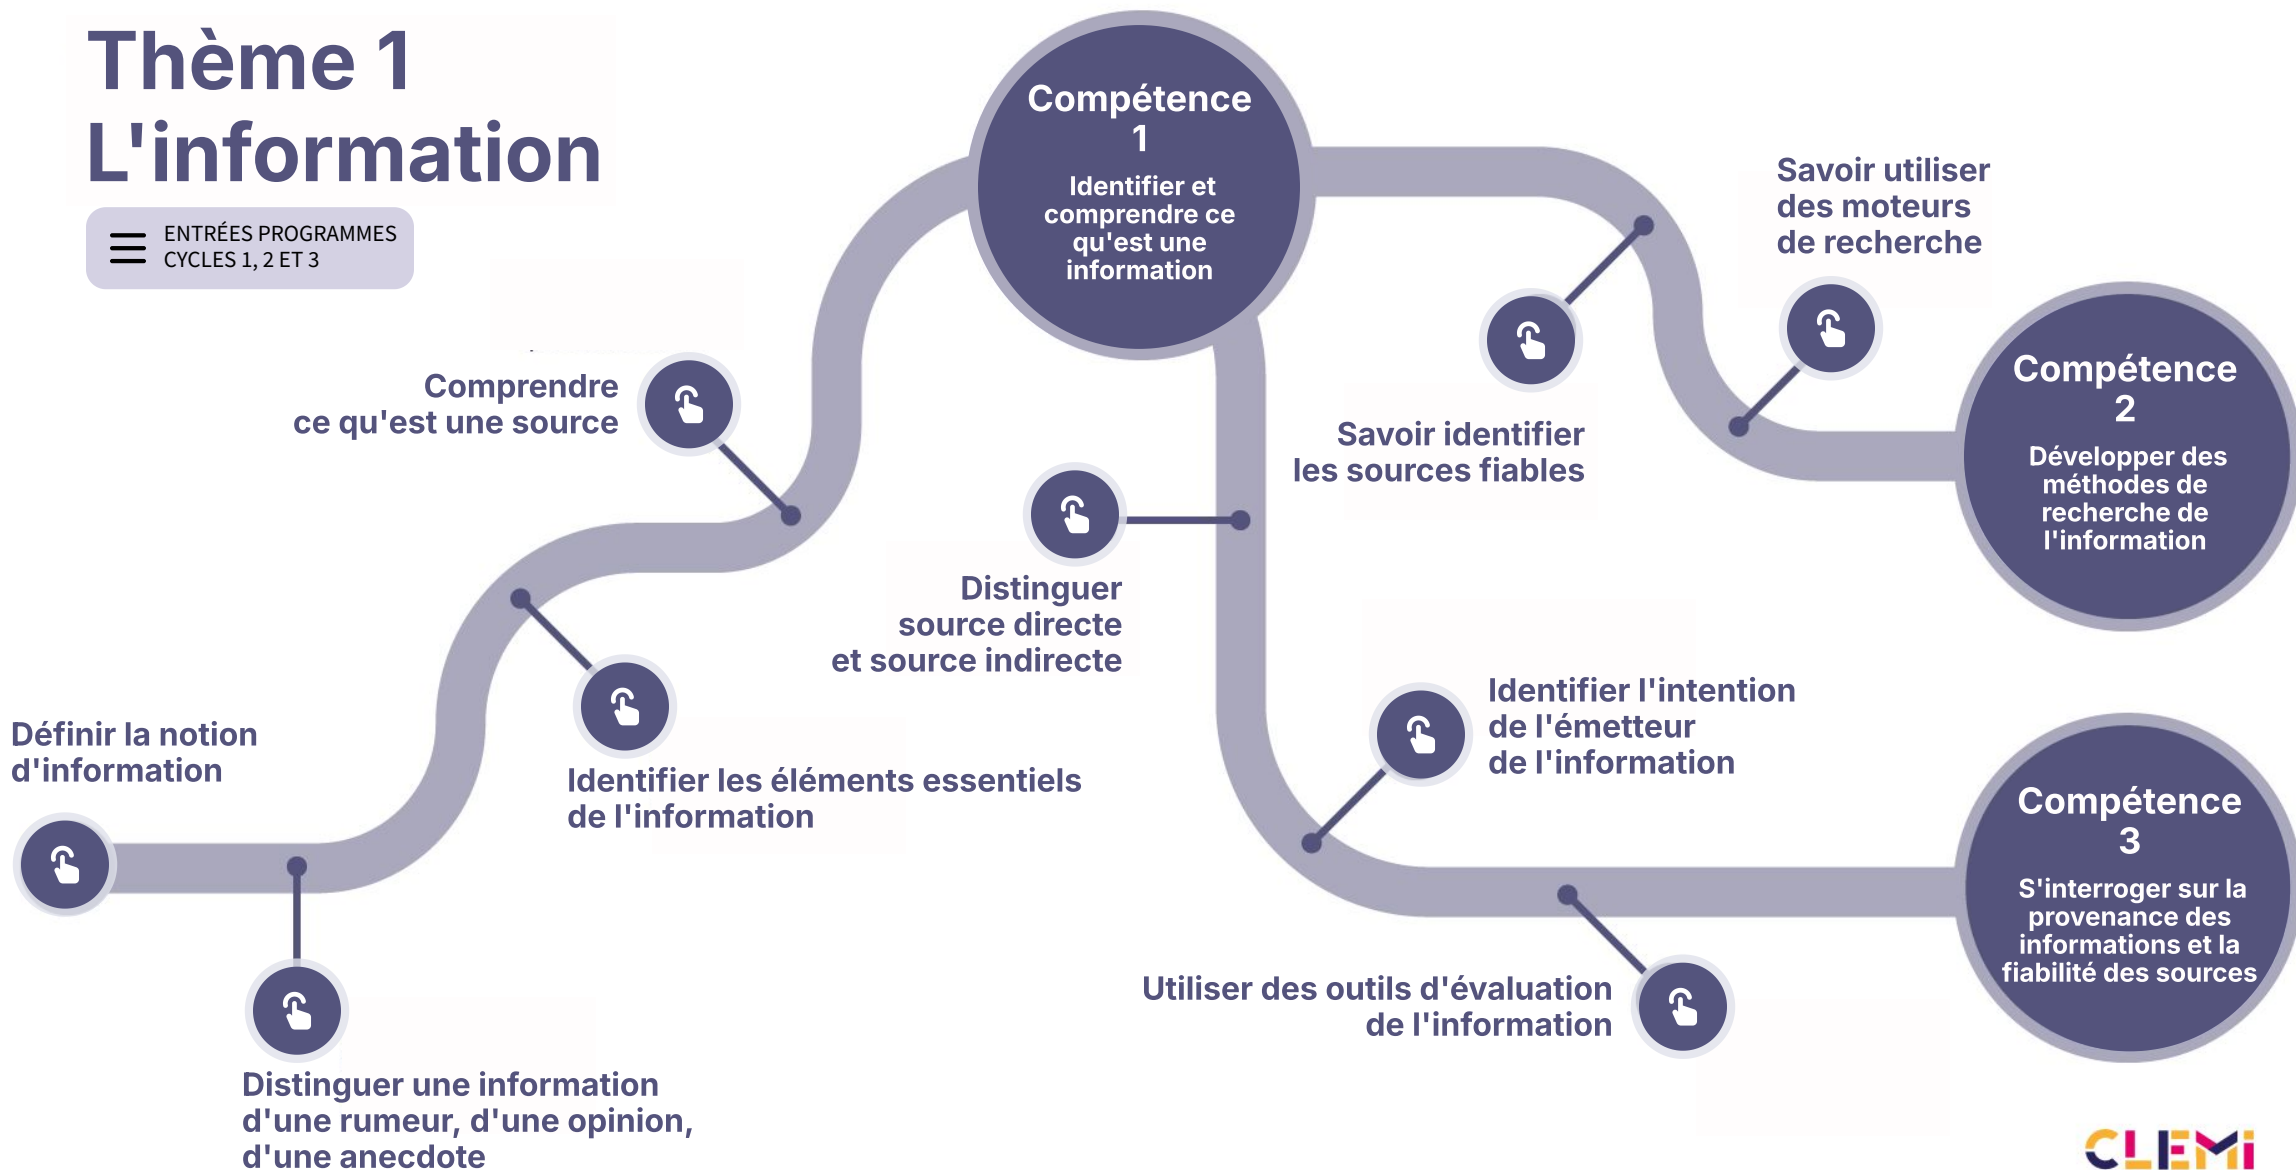 Thème 1
L'information
ENTRÉES PROGRAMMES
CYCLES 1, 2 ET 3
Compétence
1
Identifier et
comprendre ce
qu'est une
information
Savoir utiliser
des moteurs
de recherche
Compétence
2
Développer des
méthodes de
recherche de
l'information
Comprendre
ce qu'est une source
Savoir identifier
les sources fiables
Distinguer
source directe
et source indirecte
Identifier l'intention
de l'émetteur
de l'information
Définir la notion
d'information
Identifier les éléments essentiels
de l'information
Compétence
3
S'interroger sur la
provenance des
informations et la
fiabilité des sources
Utiliser des outils d'évaluation
de l'information
Distinguer une information
d'une rumeur, d'une opinion,
d'une anecdote
CLEMI